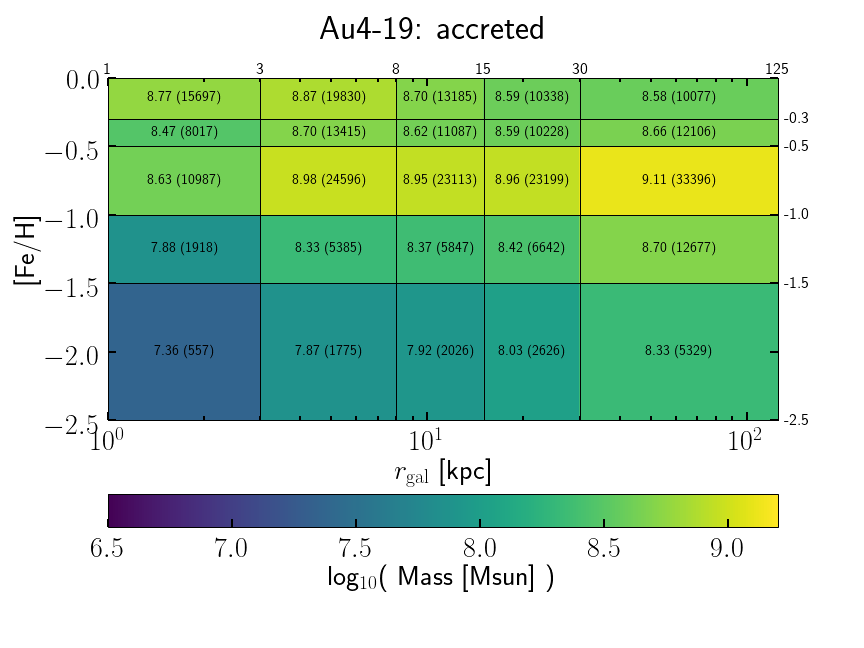 Au4-19: accreted
1 3 8 15 30 125
0.0 8.77 (15697) 8.87 (19830) 8.70 (13185) 8.59 (10338) 8.58 (10077)
-0.3
8.47 (8017) 8.70 (13415) 8.62 (11087) 8.59 (10228) 8.66 (12106)
−0.5 -0.5
8.63 (10987) 8.98 (24596) 8.95 (23113) 8.96 (23199) 9.11 (33396)
−1.0 -1.0
7.88 (1918) 8.33 (5385) 8.37 (5847) 8.42 (6642) 8.70 (12677)
[Fe/H]
−1.5 -1.5
−2.0 7.36 (557) 7.87 (1775) 7.92 (2026) 8.03 (2626) 8.33 (5329)
−2.5 -2.5
10⁰ 10¹ 10²
r_gal [kpc]
6.5 7.0 7.5 8.0 8.5 9.0
log₁₀( Mass [Msun] )